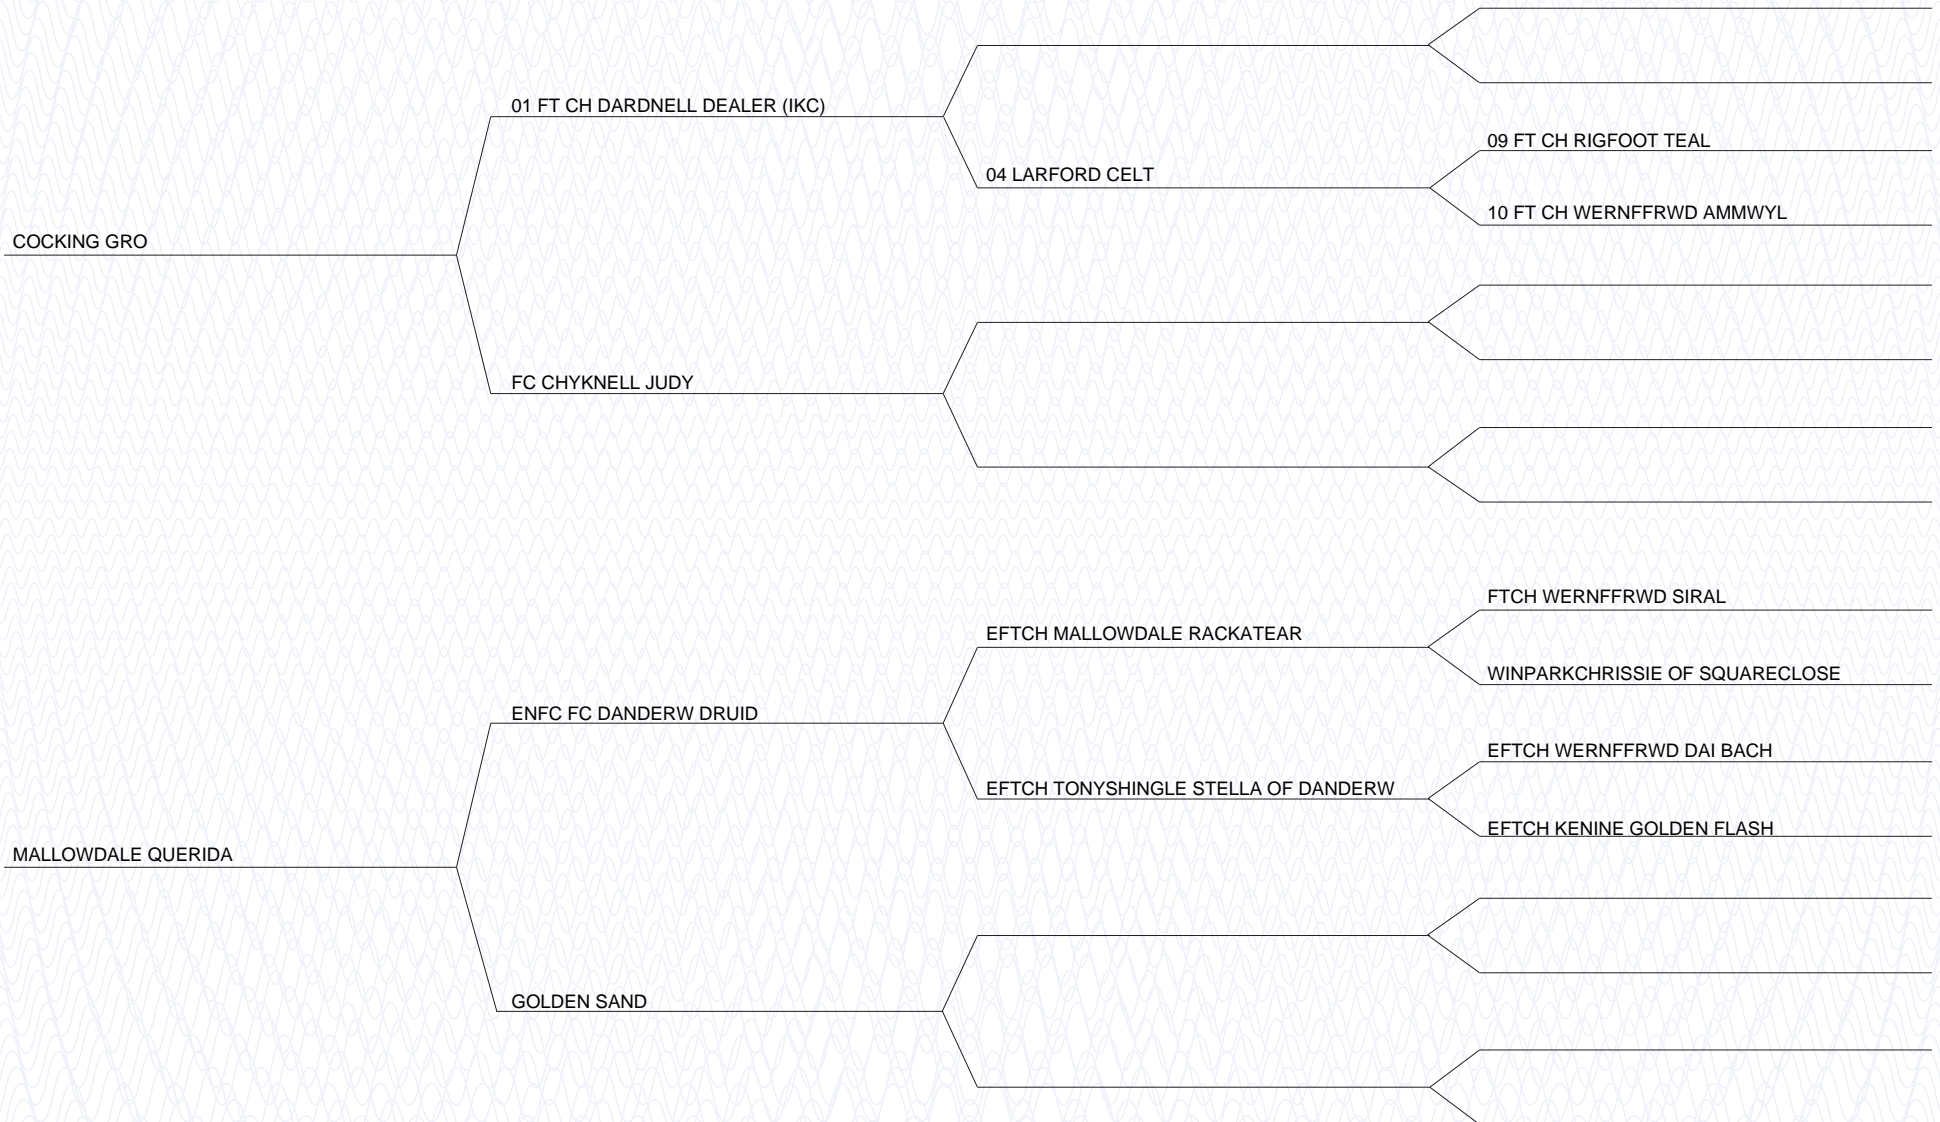 01 FT CH DARDNELL DEALER (IKC)
09 FT CH RIGFOOT TEAL
04 LARFORD CELT
10 FT CH WERNFFRWD AMMWYL
COCKING GRO
FC CHYKNELL JUDY
FTCH WERNFFRWD SIRAL
EFTCH MALLOWDALE RACKATEAR
WINPARKCHRISSIE OF SQUARECLOSE
ENFC FC DANDERW DRUID
EFTCH WERNFFRWD DAI BACH
EFTCH TONYSHINGLE STELLA OF DANDERW
EFTCH KENINE GOLDEN FLASH
MALLOWDALE QUERIDA
GOLDEN SAND